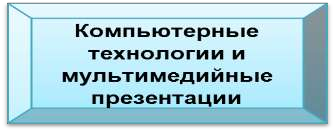 Компьютерные
технологии и
мультимедийные
презентации